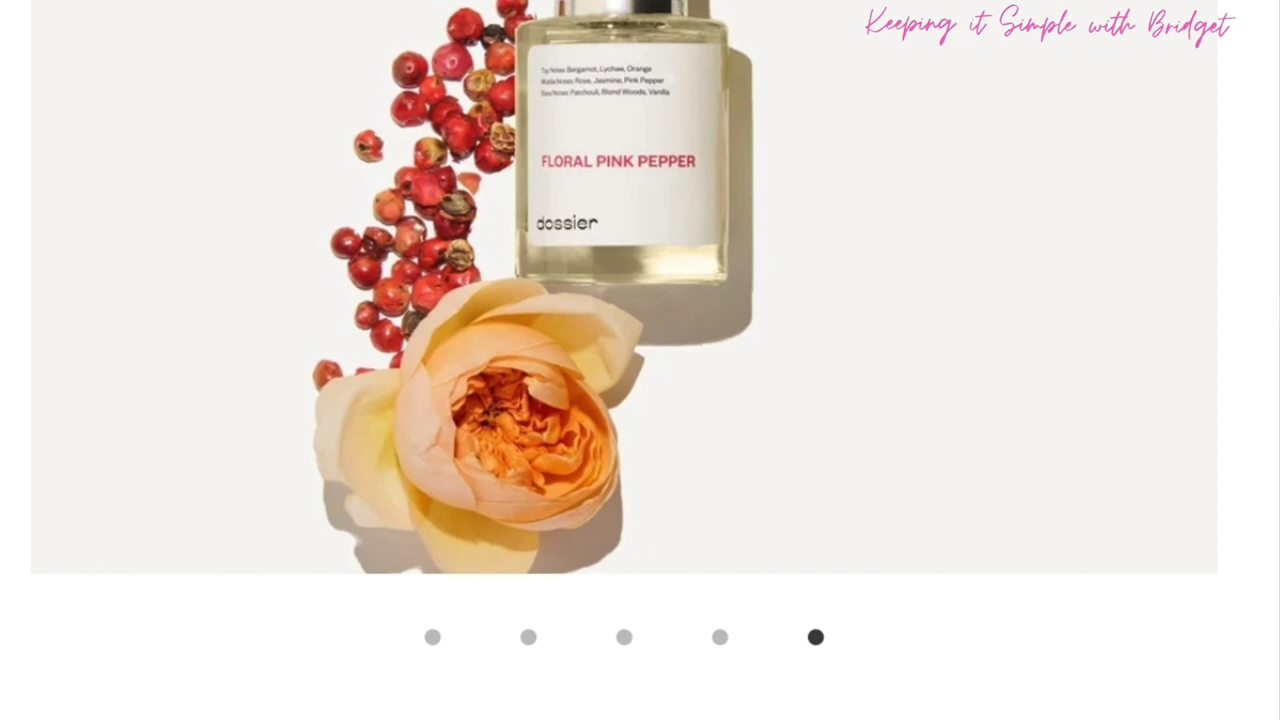 Keeping it Simple with Bridget
Top Notes: Bergamot, Lychee, Orange
Middle Notes: Rose, Jasmine, Pink Pepper
Base Notes: Patchouli, Blond Woods, Vanilla
FLORAL PINK PEPPER
dossier